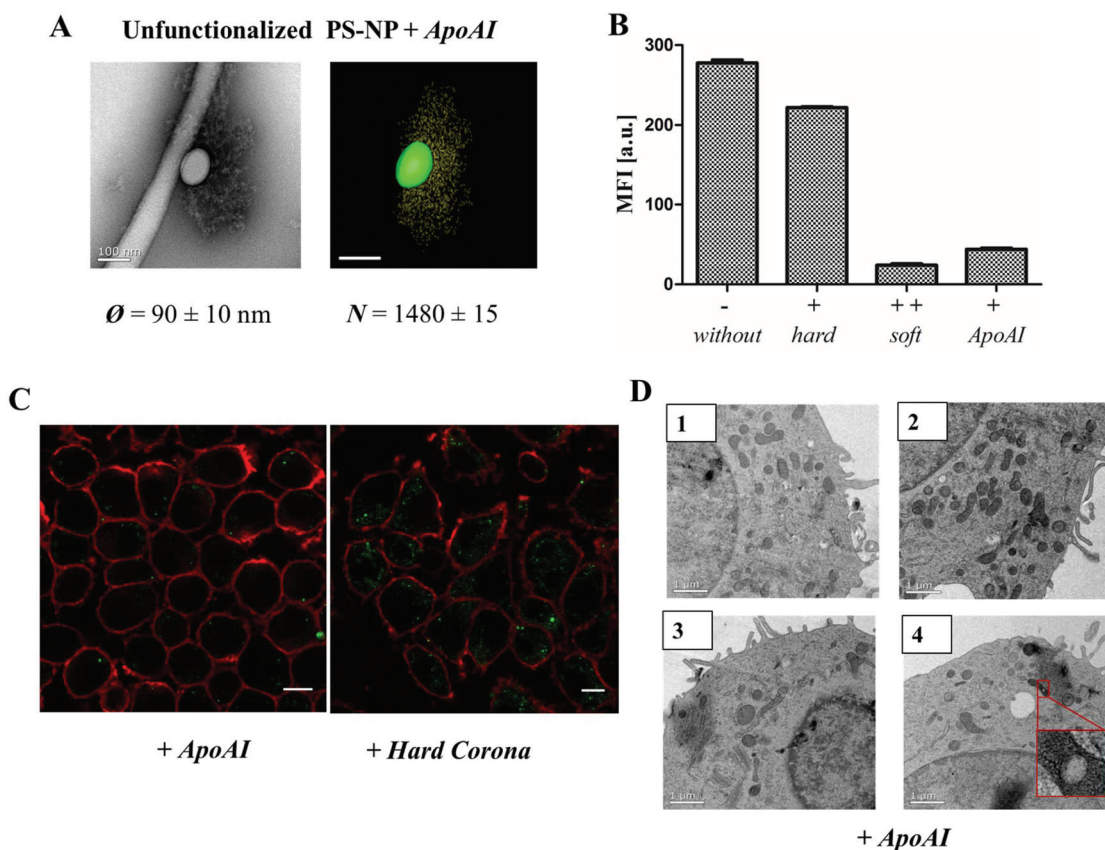 A
Unfunctionalized PS-NP + ApoAI
100 nm
Ø = 90 ± 10 nm
N = 1480 ± 15
B
MFI [a.u.]
300
200
100
0
- + ++ +
without hard soft ApoAI
C
+ ApoAI
+ Hard Corona
D
1
1 µm
2
1 µm
3
1 µm
4
1 µm
+ ApoAI